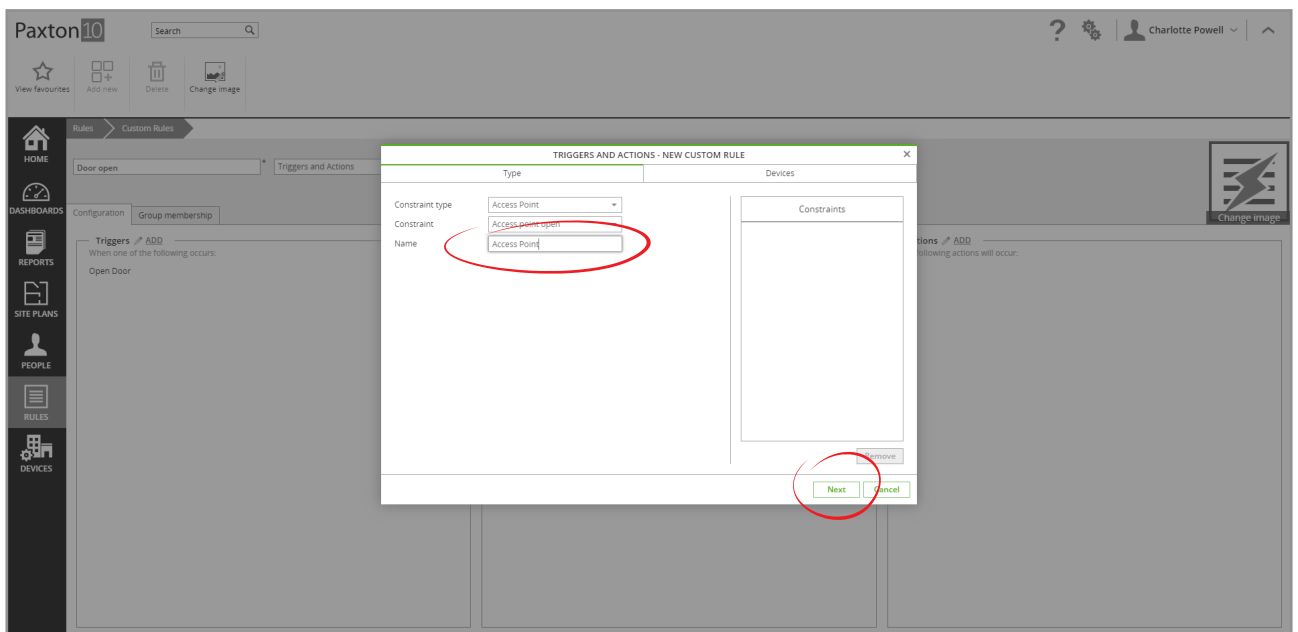 Paxton10
Search
Charlotte Powell
View favourites
Add new
Delete
Change image
Rules
Custom Rules
HOME
DASHBOARDS
REPORTS
SITE PLANS
PEOPLE
RULES
DEVICES
Door open
*
Triggers and Actions
Change image
Configuration
Group membership
Triggers ADD
When one of the following occurs:
Open Door
TRIGGERS AND ACTIONS - NEW CUSTOM RULE
Type
Devices
Constraint type
Access Point
Constraint
Access point open
Name
Access Point
Constraints
Remove
Next
Cancel
tions ADD
following actions will occur: